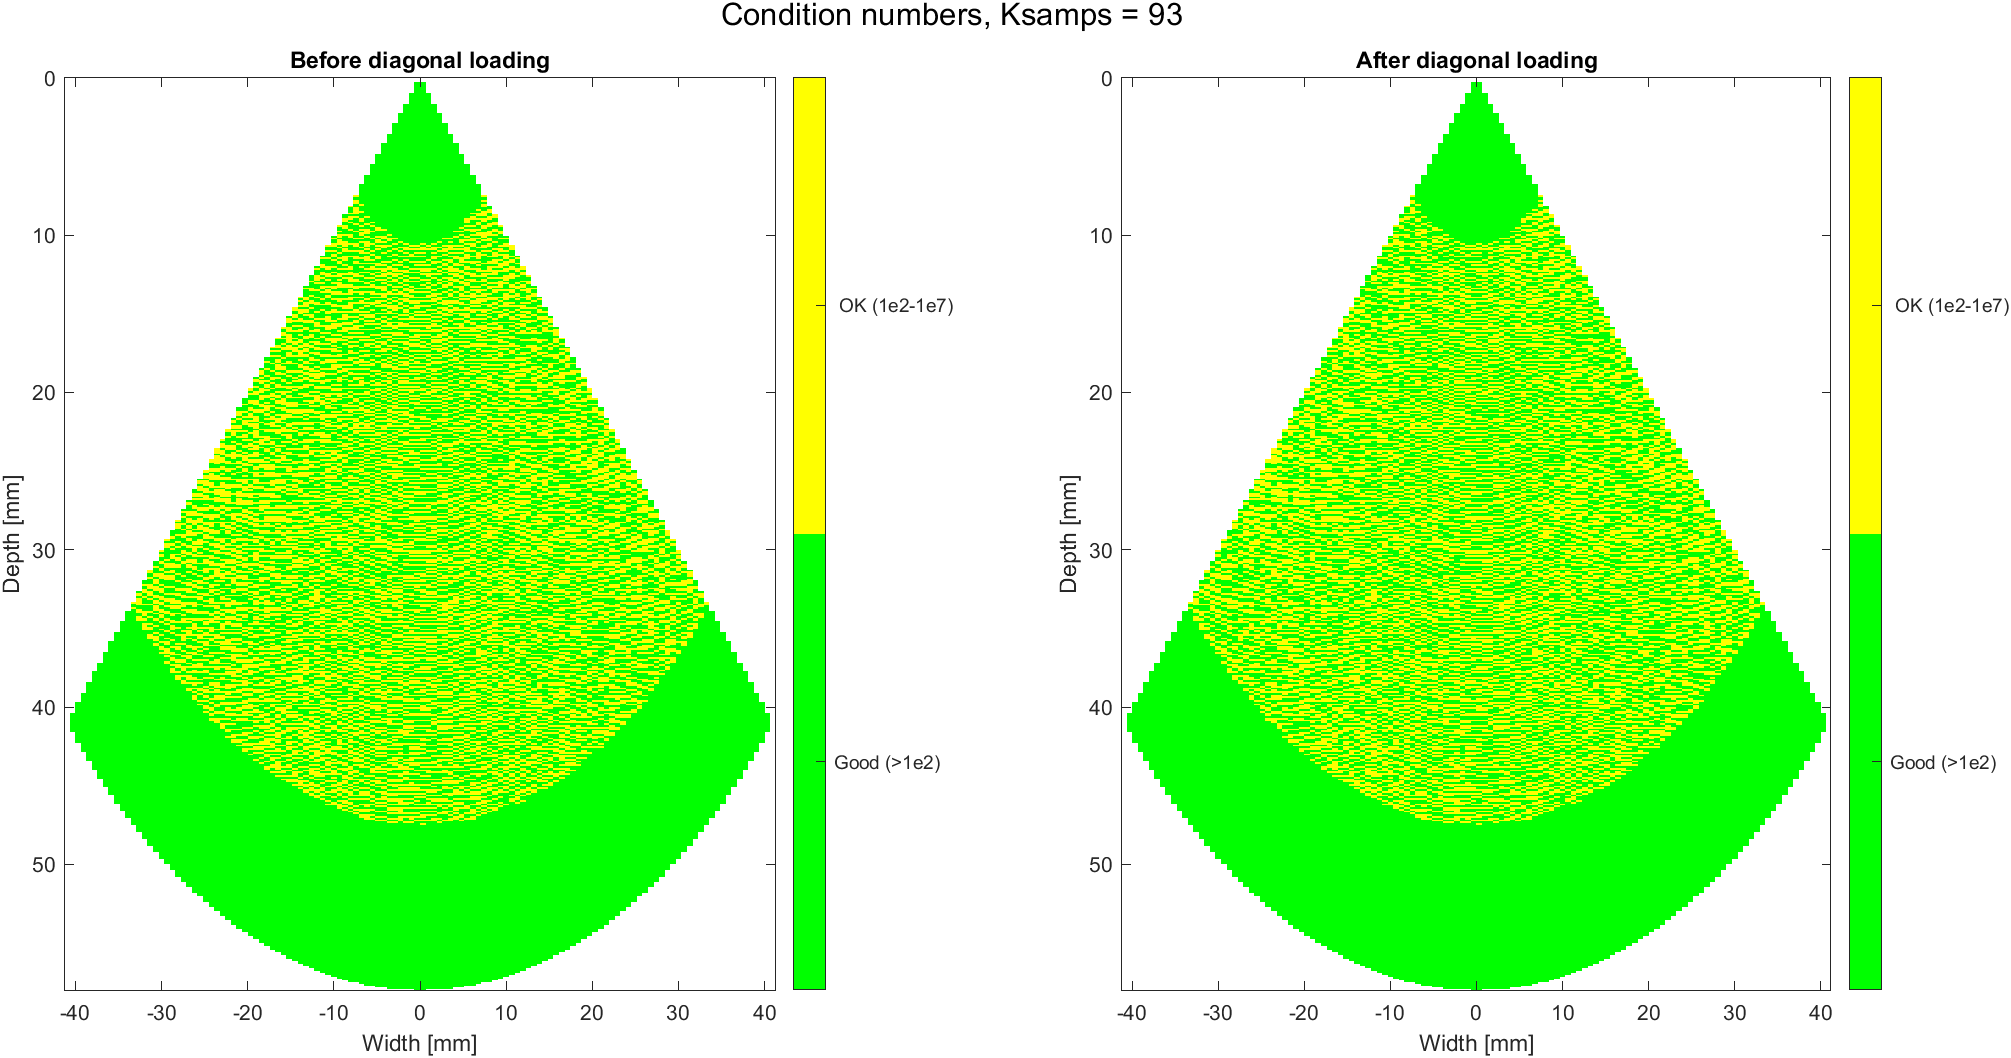 Condition numbers, Ksamps = 93
Before diagonal loading
0
10
20
30
40
50
Depth [mm]
-40 -30 -20 -10 0 10 20 30 40
Width [mm]
OK (1e2-1e7)
Good (>1e2)
After diagonal loading
0
10
20
30
40
50
Depth [mm]
-40 -30 -20 -10 0 10 20 30 40
Width [mm]
OK (1e2-1e7)
Good (>1e2)